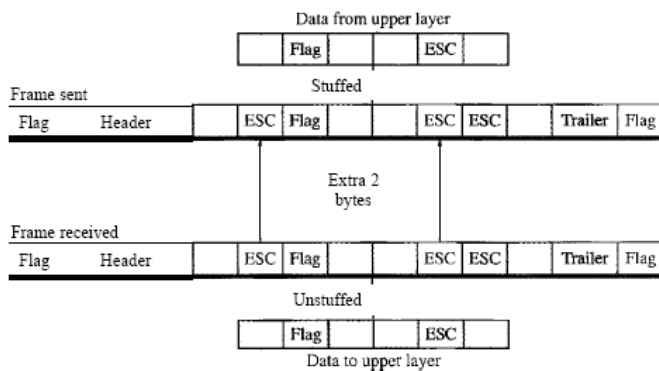 Data from upper layer
Flag ESC
Stuffed
Frame sent
Flag Header ESC Flag ESC ESC Trailer Flag
Extra 2
bytes
Frame received
Flag Header ESC Flag ESC ESC Trailer Flag
Unstuffed
Flag ESC
Data to upper layer